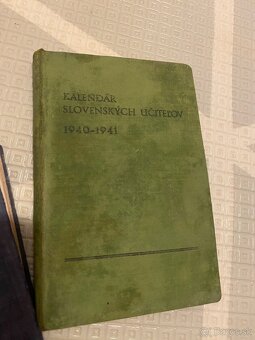 KALENDÁR
SLOVENSKÝCH UČITEĽOV
1940-1941